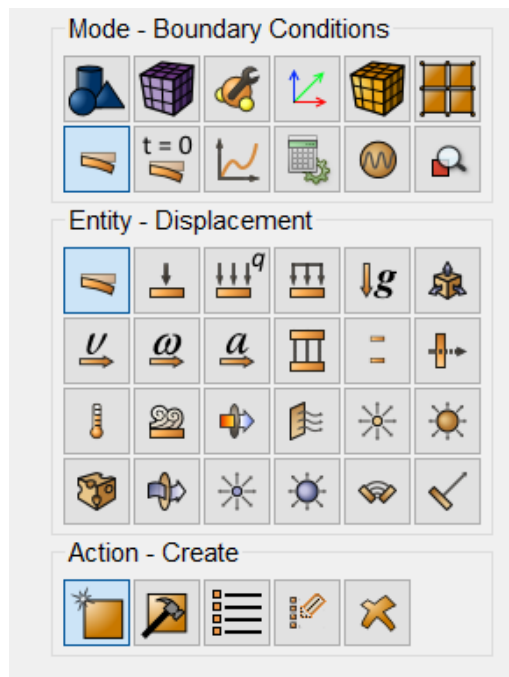 Mode - Boundary Conditions
t = 0
Entity - Displacement
q
g
υ ω a
Action - Create